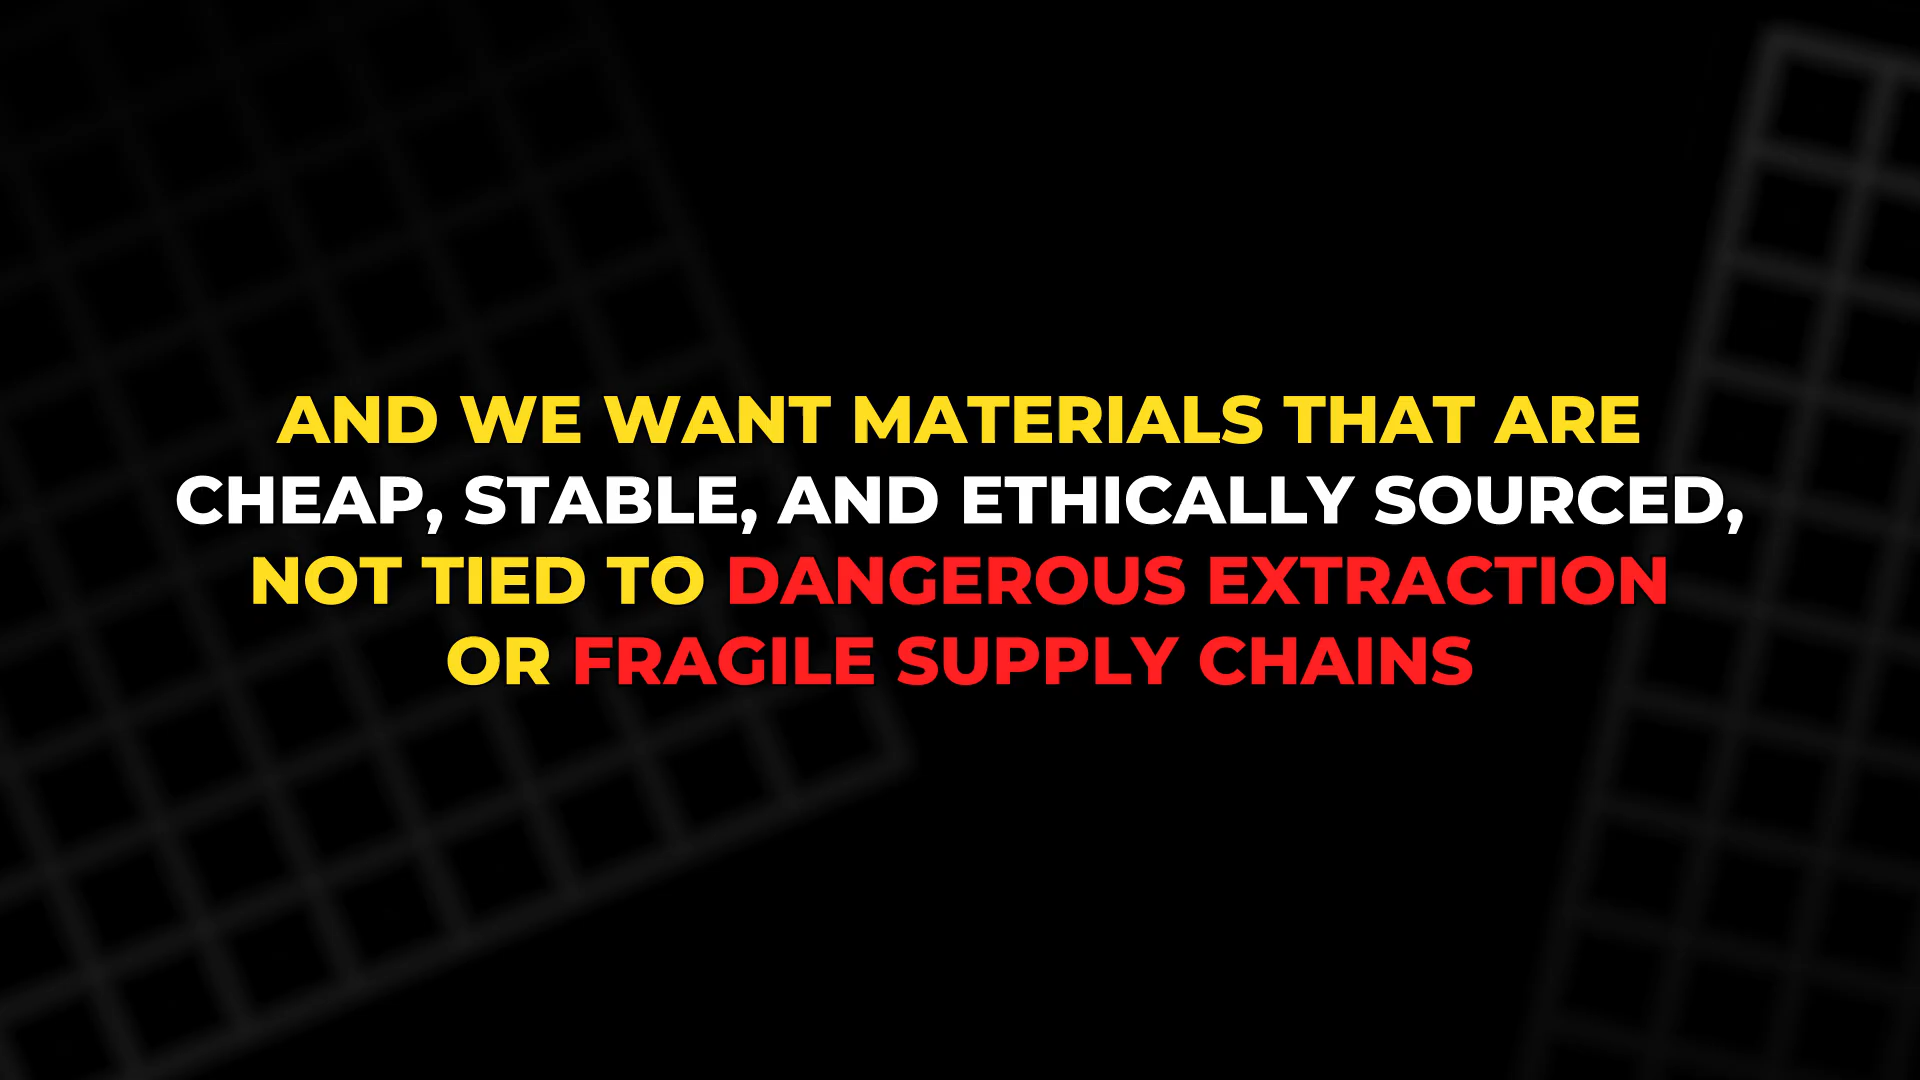 AND WE WANT MATERIALS THAT ARE
CHEAP, STABLE, AND ETHICALLY SOURCED,
NOT TIED TO DANGEROUS EXTRACTION
OR FRAGILE SUPPLY CHAINS